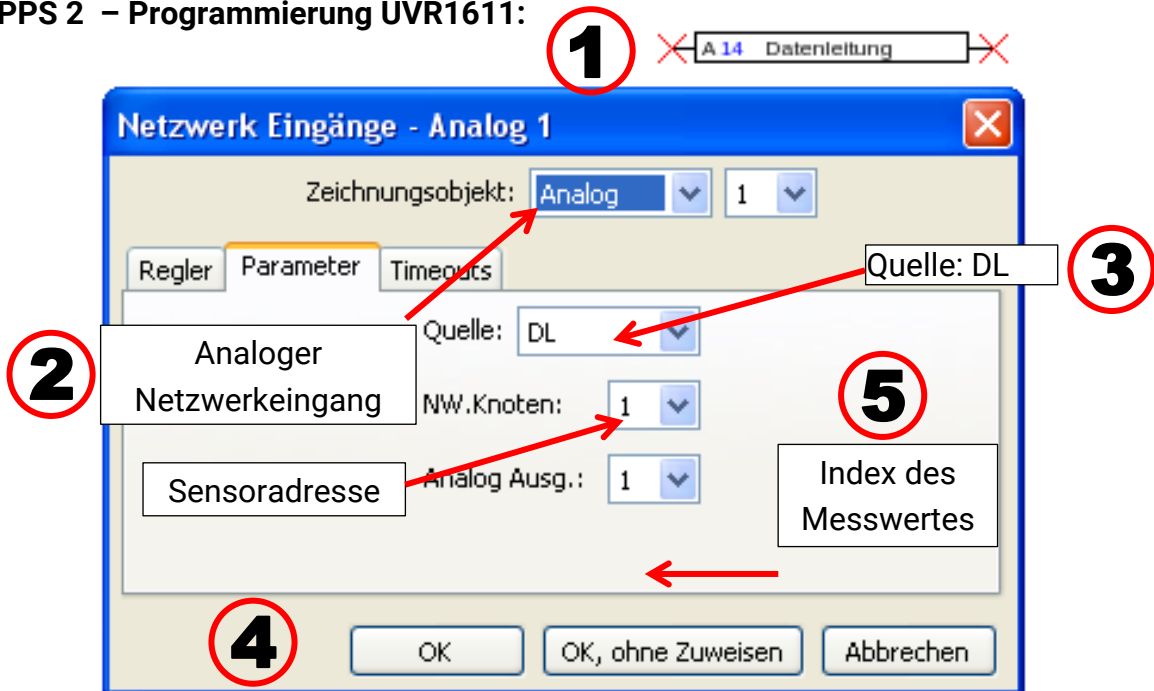 PPS 2 – Programmierung UVR1611:
1
A 14 Datenleitung
Netzwerk Eingänge - Analog 1
Zeichnungsobjekt: Analog 1
Regler Parameter Timeouts
Quelle: DL
3
Quelle: DL
2
Analoger
Netzwerkeingang
NW.Knoten: 1
5
Sensoradresse
Analog Ausg.: 1
Index des
Messwertes
4
OK OK, ohne Zuweisen Abbrechen